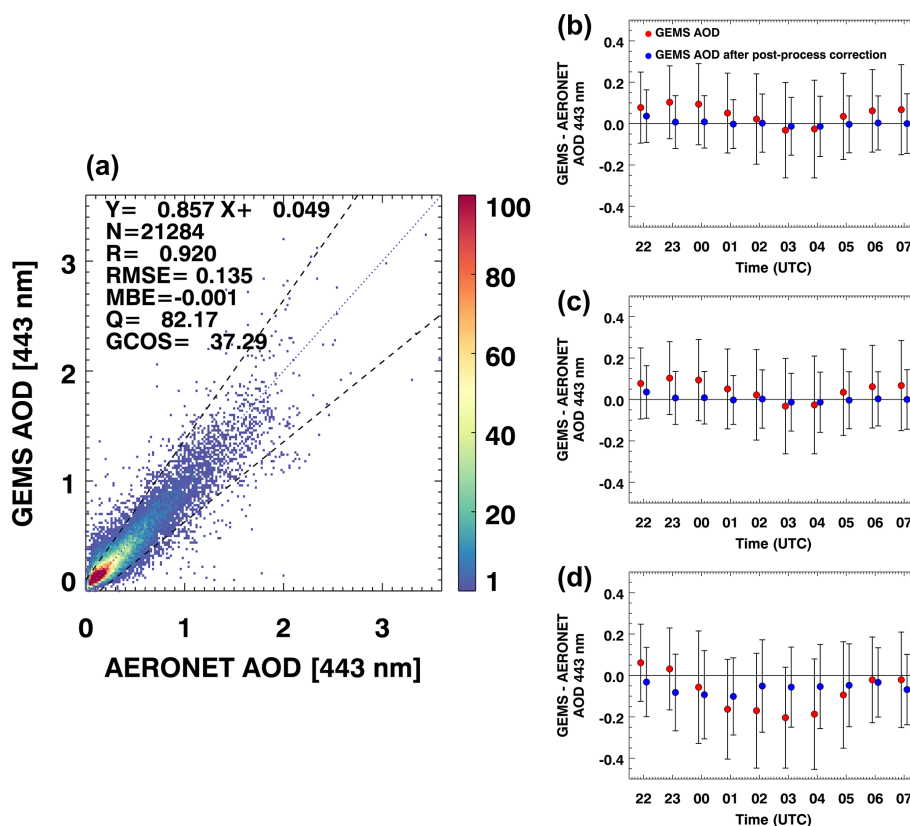 (a)
Y= 0.857 X+ 0.049
N=21284
R= 0.920
RMSE= 0.135
MBE=-0.001
Q= 82.17
GCOS= 37.29
GEMS AOD [443 nm]
3
2
1
0
0 1 2 3
AERONET AOD [443 nm]
100
80
60
40
20
1
(b)
GEMS AOD
GEMS AOD after post-process correction
GEMS - AERONET
AOD 443 nm
0.4
0.2
0.0
-0.2
-0.4
22 23 00 01 02 03 04 05 06 07
Time (UTC)
(c)
GEMS - AERONET
AOD 443 nm
0.4
0.2
0.0
-0.2
-0.4
22 23 00 01 02 03 04 05 06 07
Time (UTC)
(d)
GEMS - AERONET
AOD 443 nm
0.4
0.2
0.0
-0.2
-0.4
22 23 00 01 02 03 04 05 06 07
Time (UTC)